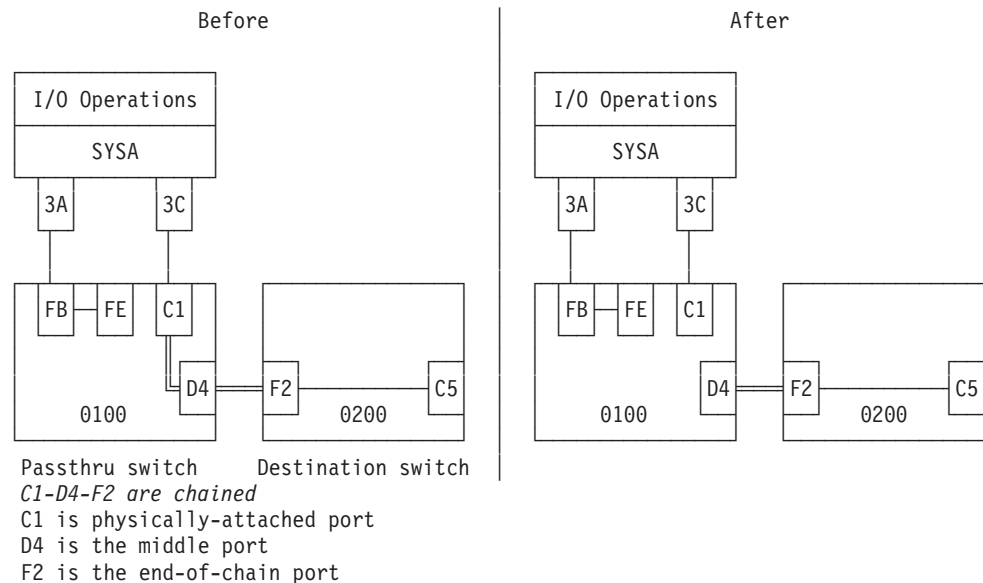 Before After
I/O Operations I/O Operations
SYSA SYSA
3A 3C 3A 3C
FB FE C1 FB FE C1
D4 F2 C5 D4 F2 C5
0100 0200 0100 0200
Passthru switch Destination switch
C1-D4-F2 are chained
C1 is physically-attached port
D4 is the middle port
F2 is the end-of-chain port